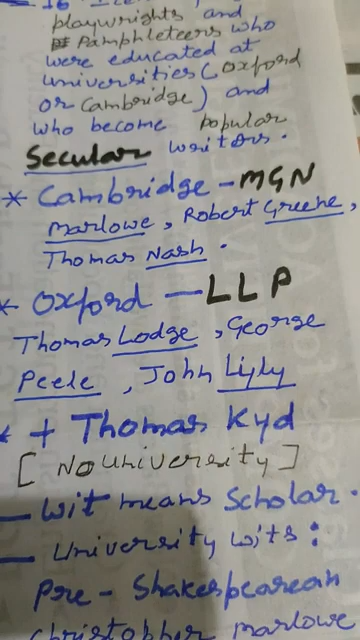 playwrights and
Pamphleteers who
were educated at
universities (Oxford
or Cambridge) and
who become popular
Secular writers.
* Cambridge - MGN
Marlowe, Robert Greene,
Thomas Nash.
* Oxford - LLP
Thomas Lodge, George
Peele, John Lyly
* + Thomas Kyd
[No University]
- Wit means Scholar.
- University wits:
Pre-Shakespearean
Christopher Marlowe